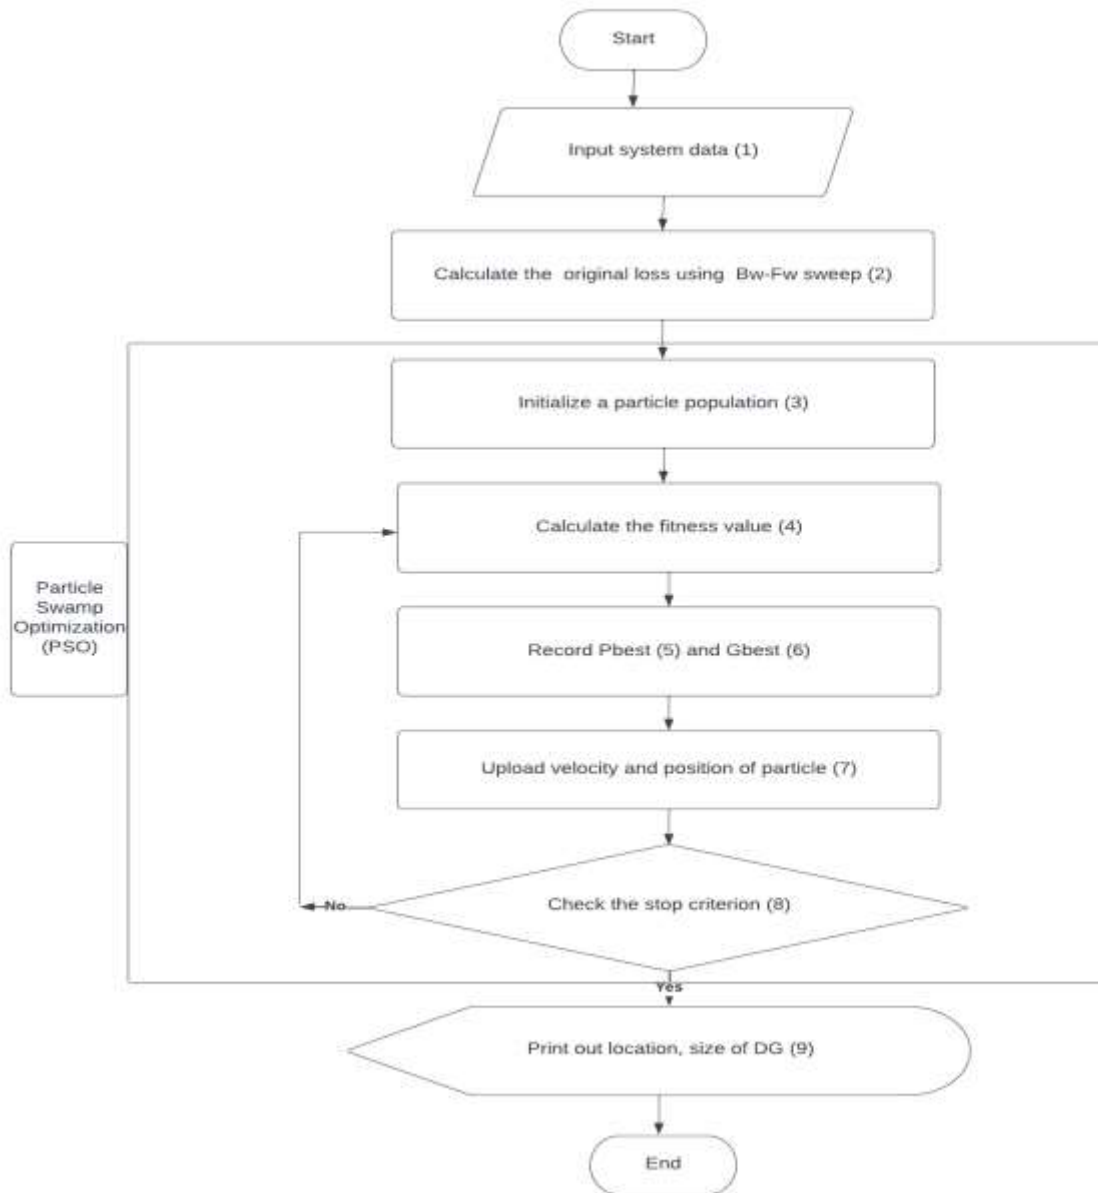 Start
Input system data (1)
Calculate the original loss using Bw-Fw sweep (2)
Initialize a particle population (3)
Calculate the fitness value (4)
Particle
Swamp
Optimization
(PSO)
Record Pbest (5) and Gbest (6)
Upload velocity and position of particle (7)
Check the stop criterion (8)
No
Yes
Print out location, size of DG (9)
End